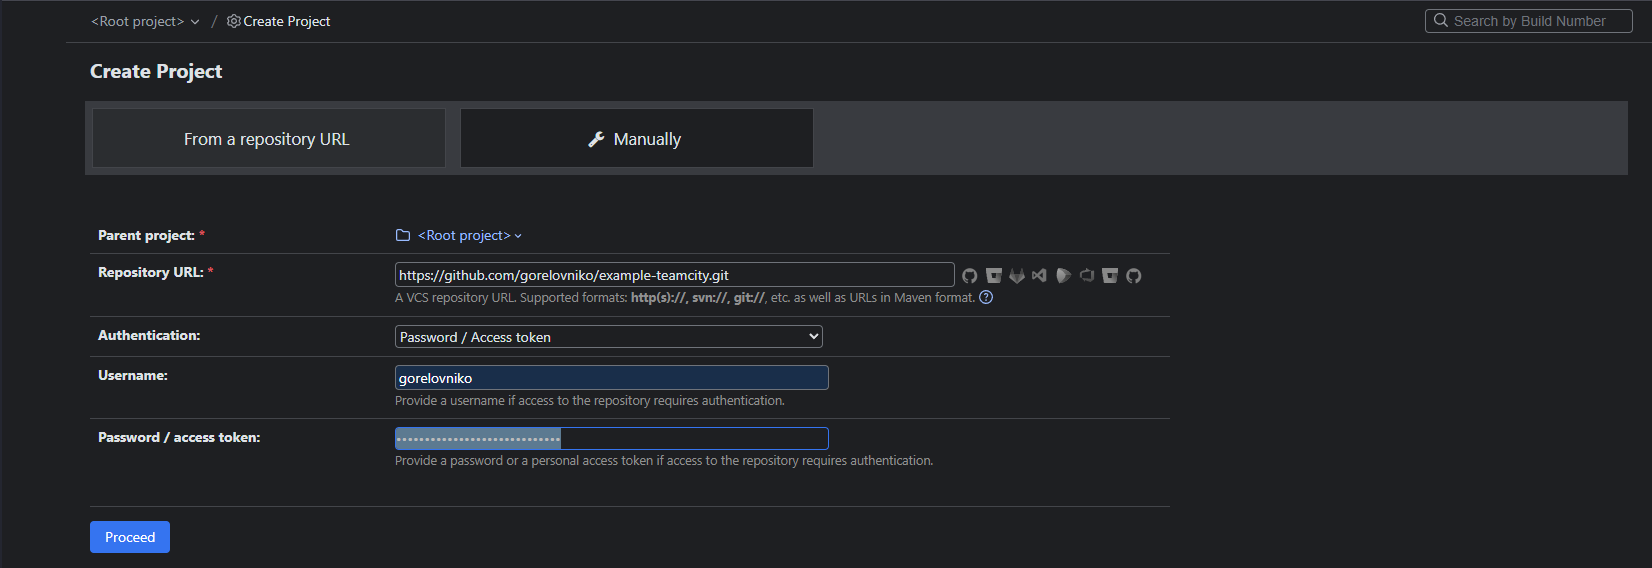 <Root project> / Create Project
Search by Build Number
Create Project
From a repository URL
Manually
Parent project: *
<Root project>
Repository URL: *
https://github.com/gorelovniko/example-teamcity.git
A VCS repository URL. Supported formats: http(s)://, svn://, git://, etc. as well as URLs in Maven format. ?
Authentication:
Password / Access token
Username:
gorelovniko
Provide a username if access to the repository requires authentication.
Password / access token:
Provide a password or a personal access token if access to the repository requires authentication.
Proceed